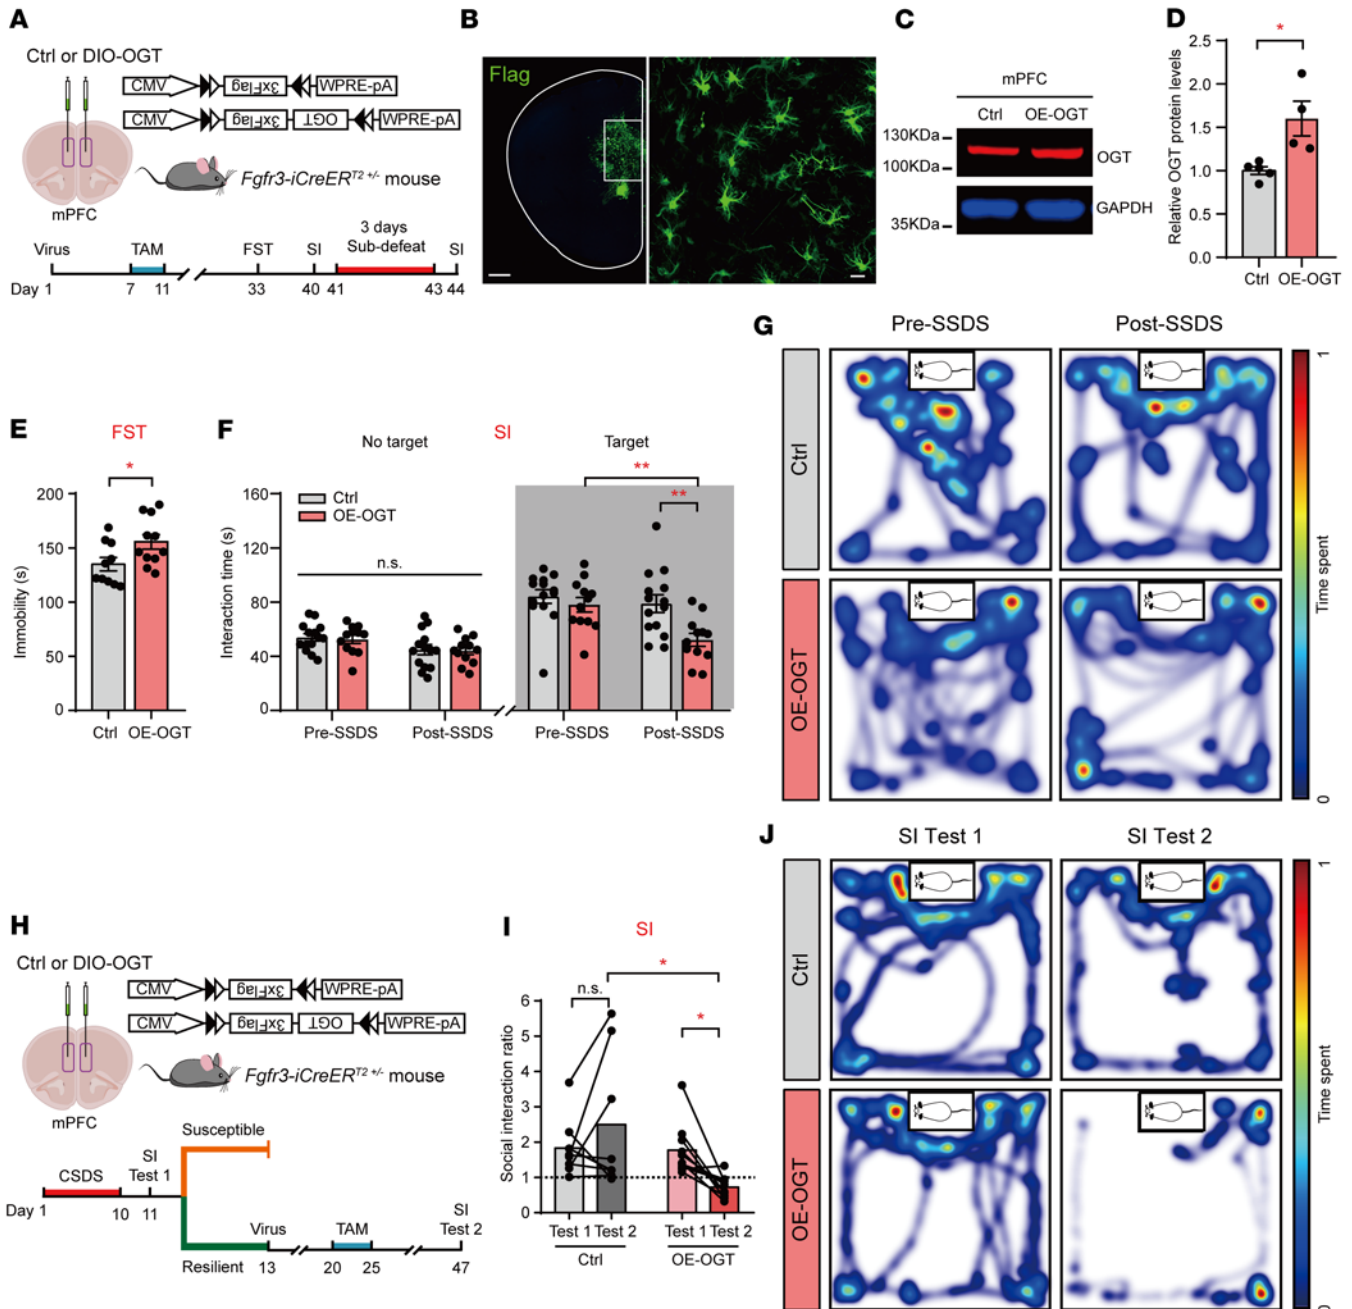 A
Ctrl or DIO-OGT
CMV
3xFlag
WPRE-pA
CMV
3xFlag
OGT
WPRE-pA
Fgfr3-iCreERT2 +/- mouse
mPFC
Virus
TAM
FST
SI
3 days
Sub-defeat
SI
Day 1
7
11
33
40
41
43
44
B
Flag
C
mPFC
Ctrl
OE-OGT
130KDa
100KDa
OGT
35KDa
GAPDH
D
*
Relative OGT protein levels
2.5
2.0
1.5
1.0
0.5
0.0
Ctrl
OE-OGT
E
FST
*
Immobility (s)
200
150
100
50
0
Ctrl
OE-OGT
F
SI
No target
Target
**
**
Ctrl
OE-OGT
n.s.
Interaction time (s)
160
120
80
40
0
Pre-SSDS
Post-SSDS
Pre-SSDS
Post-SSDS
G
Pre-SSDS
Post-SSDS
Ctrl
OE-OGT
1
Time spent
0
H
Ctrl or DIO-OGT
CMV
3xFlag
WPRE-pA
CMV
3xFlag
OGT
WPRE-pA
Fgfr3-iCreERT2 +/- mouse
mPFC
Susceptible
CSDS
SI
Test 1
Day 1
10
11
Virus
TAM
SI
Test 2
Resilient
13
20
25
47
I
SI
*
n.s.
*
Social interaction ratio
6
5
4
3
2
1
0
Test 1 Test 2
Test 1 Test 2
Ctrl
OE-OGT
J
SI Test 1
SI Test 2
Ctrl
OE-OGT
1
Time spent
0